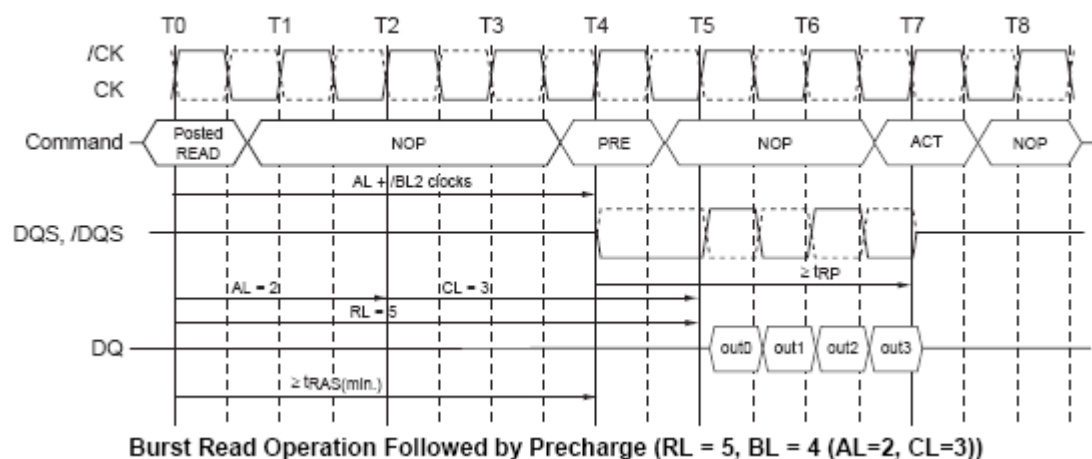 T0 T1 T2 T3 T4 T5 T6 T7 T8
/CK
CK
Command
Posted READ
NOP
PRE
NOP
ACT
NOP
AL + /BL2 clocks
DQS, /DQS
≥ tRP
AL = 2
CL = 3
RL = 5
DQ
out0 out1 out2 out3
≥ tRAS(min.)
Burst Read Operation Followed by Precharge (RL = 5, BL = 4 (AL=2, CL=3))